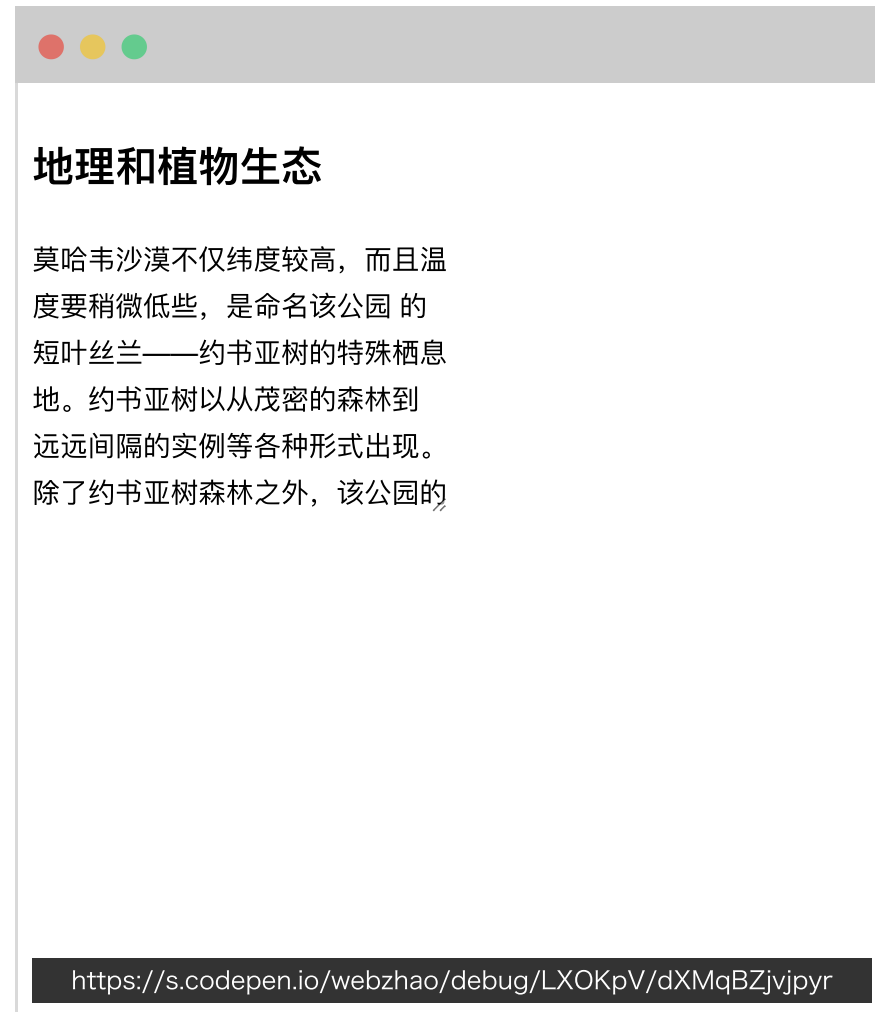 地理和植物生态
莫哈韦沙漠不仅纬度较高，而且温
度要稍微低些，是命名该公园 的
短叶丝兰——约书亚树的特殊栖息
地。约书亚树以从茂密的森林到
远远间隔的实例等各种形式出现。
除了约书亚树森林之外，该公园的
https://s.codepen.io/webzhao/debug/LXOKpV/dXMqBZjvjpyr